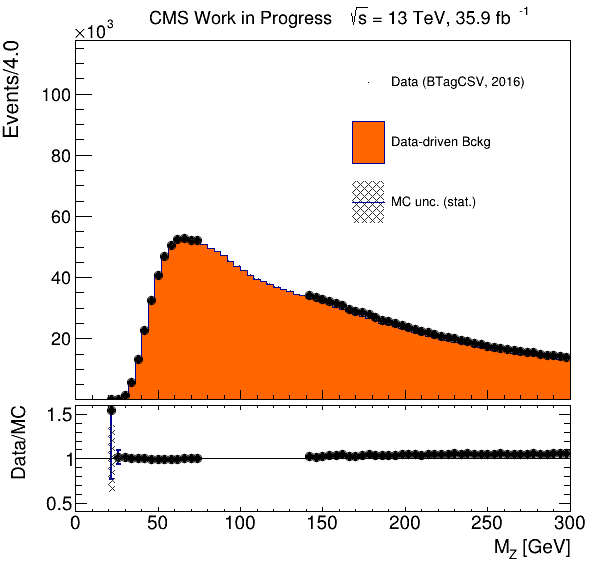 CMS Work in Progress √s = 13 TeV, 35.9 fb⁻¹
×10³
Events/4.0
100
80
60
40
20
Data (BTagCSV, 2016)
Data-driven Bckg
MC unc. (stat.)
Data/MC
1.5
1
0.5
0 50 100 150 200 250 300
M_Z [GeV]